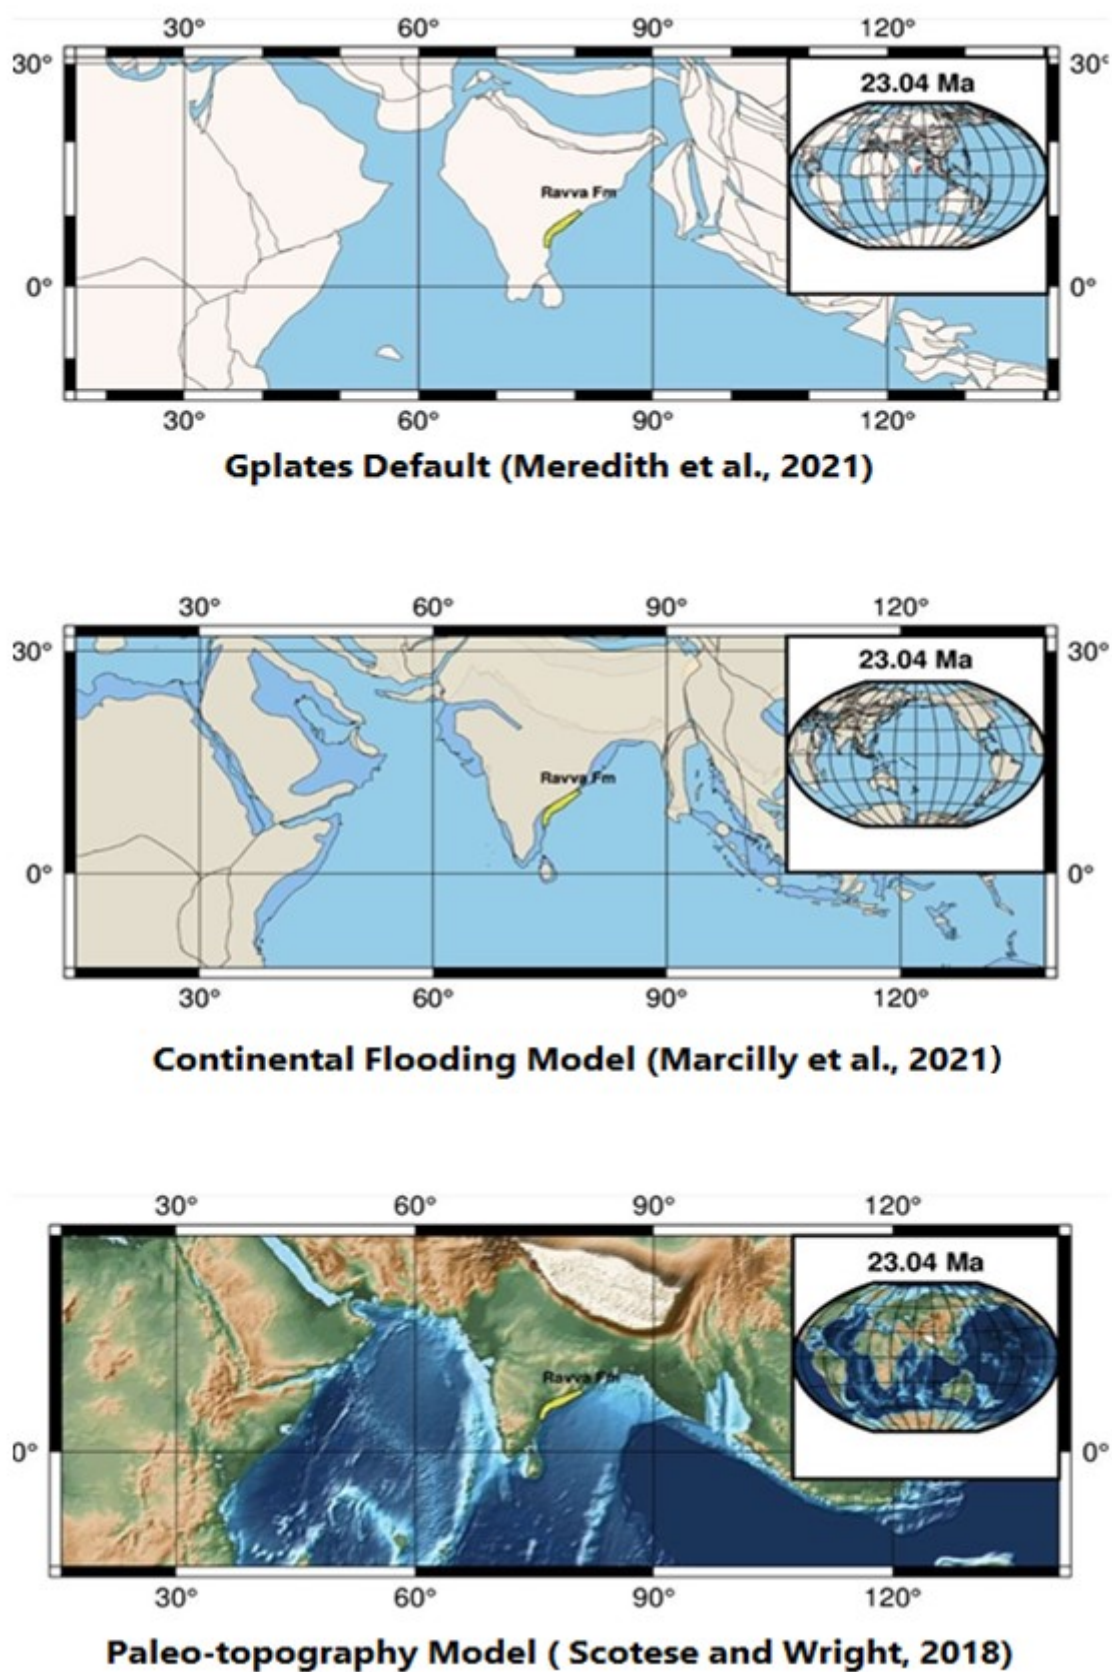 30° 60° 90° 120°
30° 30°
23.04 Ma
Ravva Fm
0° 0°
30° 60° 90° 120°
Gplates Default (Meredith et al., 2021)
30° 60° 90° 120°
30° 30°
23.04 Ma
Ravva Fm
0° 0°
30° 60° 90° 120°
Continental Flooding Model (Marcilly et al., 2021)
30° 60° 90° 120°
23.04 Ma
Ravva Fm
0° 0°
30° 60° 90° 120°
Paleo-topography Model ( Scotese and Wright, 2018)